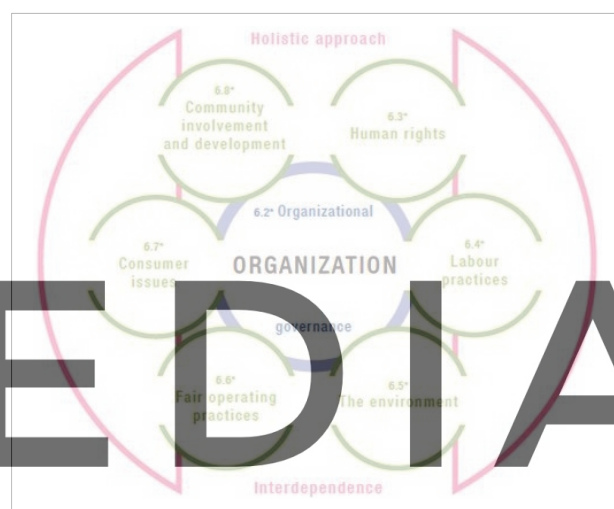 Holistic approach
6.8*
Community
involvement
and development
6.3*
Human rights
6.2* Organizational
6.7*
Consumer
issues
ORGANIZATION
6.4*
Labour
practices
governance
6.6*
Fair operating
practices
6.5*
The environment
Interdependence
EDIA